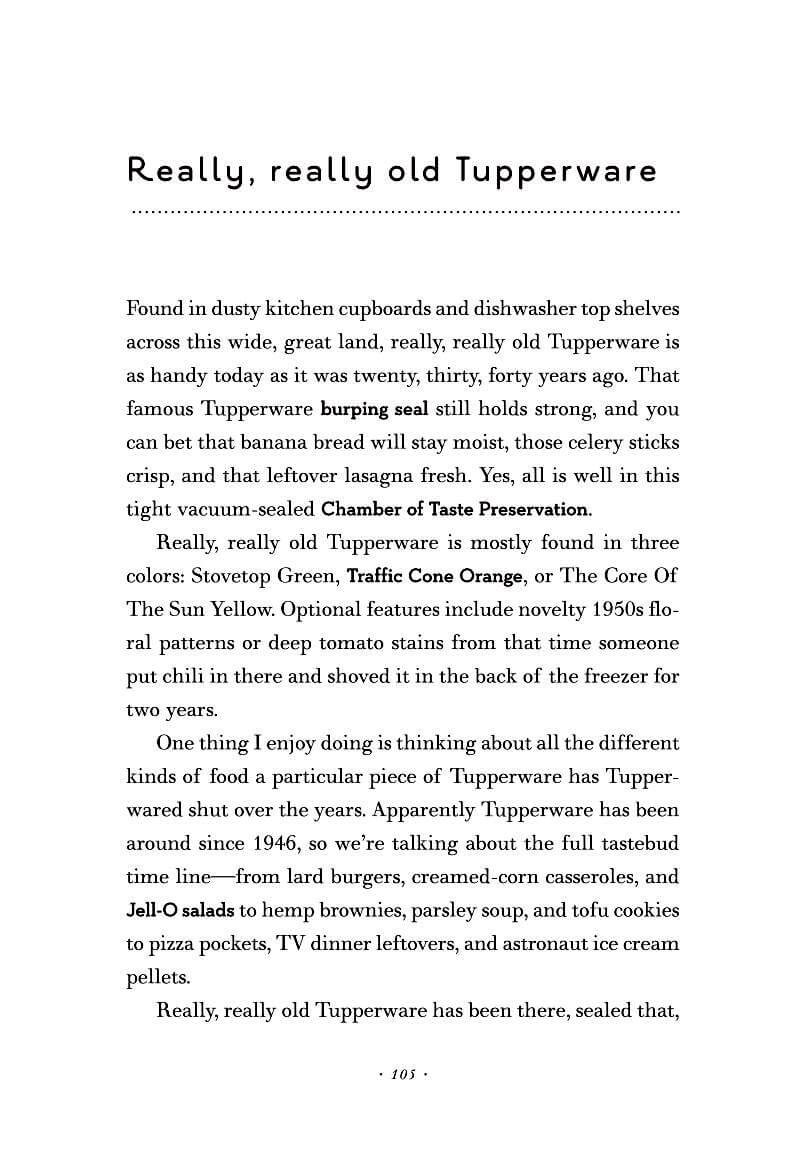 Really, really old Tupperware
Found in dusty kitchen cupboards and dishwasher top shelves
across this wide, great land, really, really old Tupperware is
as handy today as it was twenty, thirty, forty years ago. That
famous Tupperware burping seal still holds strong, and you
can bet that banana bread will stay moist, those celery sticks
crisp, and that leftover lasagna fresh. Yes, all is well in this
tight vacuum-sealed Chamber of Taste Preservation.
Really, really old Tupperware is mostly found in three
colors: Stovetop Green, Traffic Cone Orange, or The Core Of
The Sun Yellow. Optional features include novelty 1950s flo-
ral patterns or deep tomato stains from that time someone
put chili in there and shoved it in the back of the freezer for
two years.
One thing I enjoy doing is thinking about all the different
kinds of food a particular piece of Tupperware has Tupper-
wared shut over the years. Apparently Tupperware has been
around since 1946, so we're talking about the full tastebud
time line—from lard burgers, creamed-corn casseroles, and
Jell-O salads to hemp brownies, parsley soup, and tofu cookies
to pizza pockets, TV dinner leftovers, and astronaut ice cream
pellets.
Really, really old Tupperware has been there, sealed that,
· 105 ·